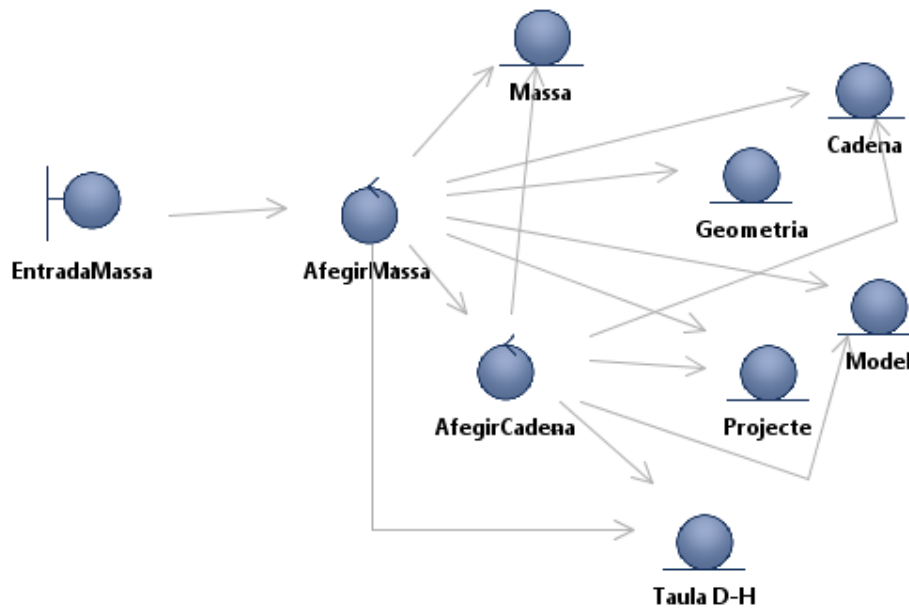 Massa
Cadena
Geometria
EntradaMassa
AfegirMassa
Model
AfegirCadena
Projecte
Taula D-H